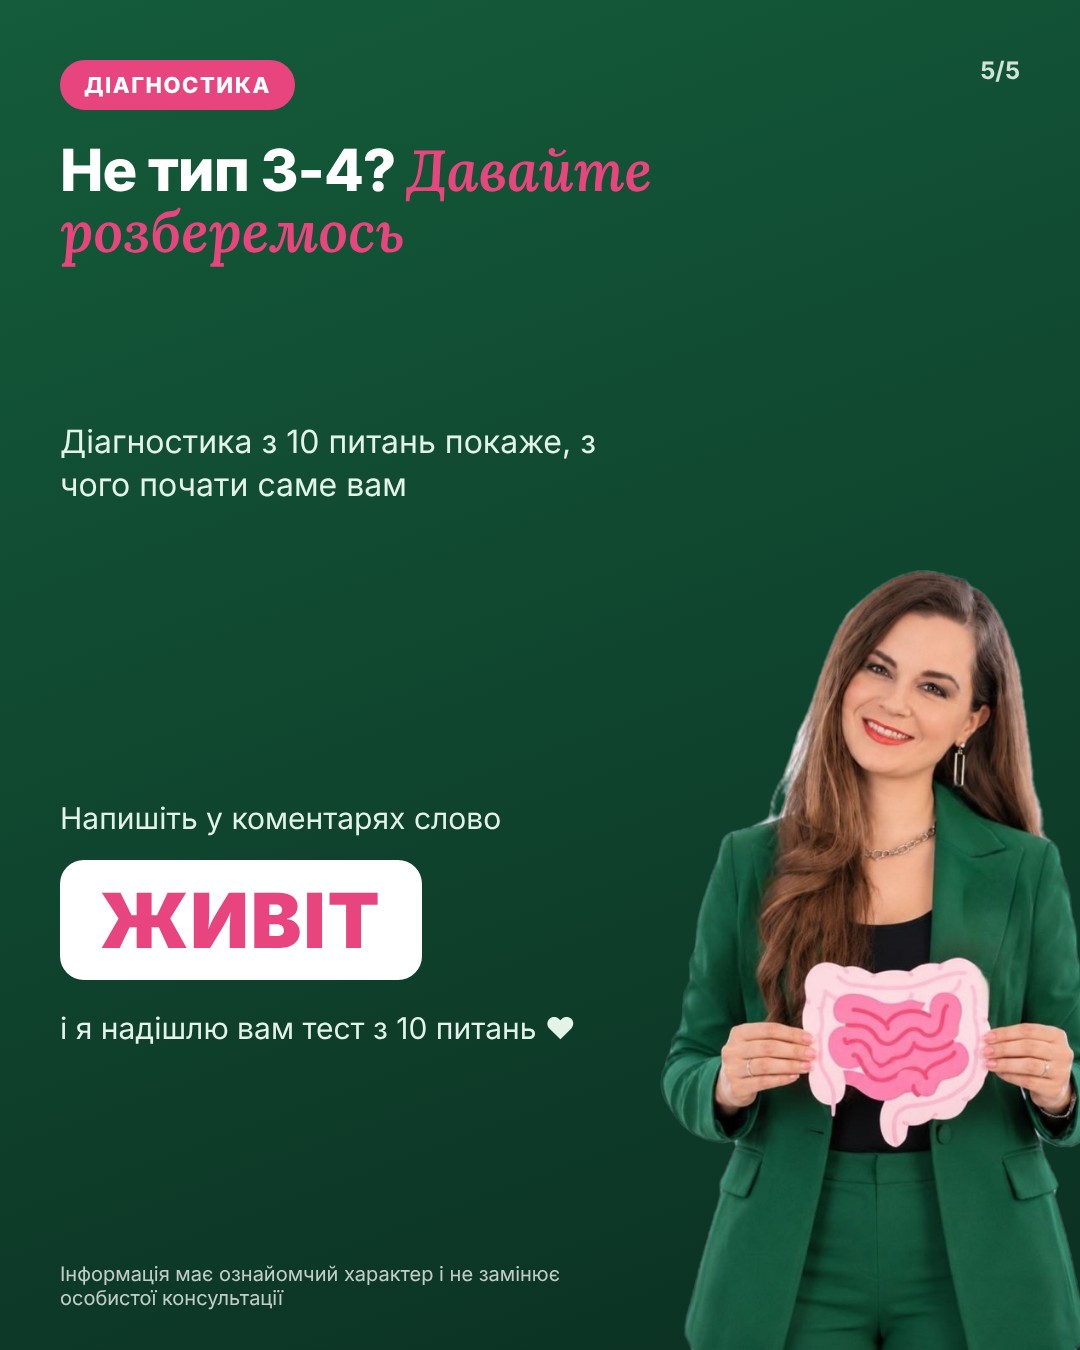 ДІАГНОСТИКА
5/5
Не тип 3-4? Давайте
розберемось
Діагностика з 10 питань покаже, з
чого почати саме вам
Напишіть у коментарях слово
ЖИВІТ
і я надішлю вам тест з 10 питань ♥
Інформація має ознайомчий характер і не замінює
особистої консультації